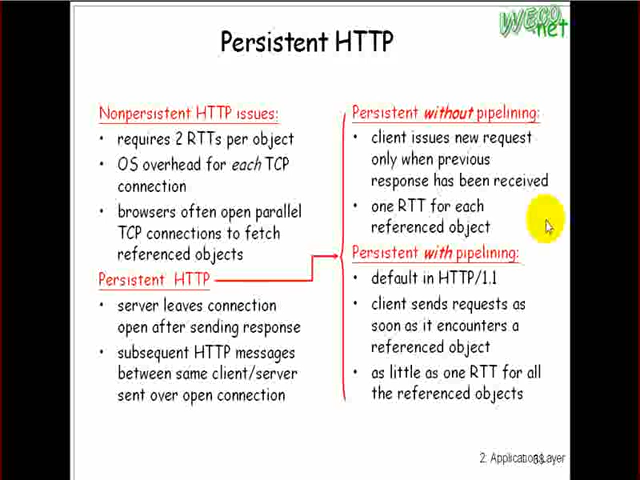 WECO
.net
Persistent HTTP
Nonpersistent HTTP issues:
• requires 2 RTTs per object
• OS overhead for each TCP
connection
• browsers often open parallel
TCP connections to fetch
referenced objects
Persistent HTTP
• server leaves connection
open after sending response
• subsequent HTTP messages
between same client/server
sent over open connection
Persistent without pipelining:
• client issues new request
only when previous
response has been received
• one RTT for each
referenced object
Persistent with pipelining:
• default in HTTP/1.1
• client sends requests as
soon as it encounters a
referenced object
• as little as one RTT for all
the referenced objects
2: Application Layer